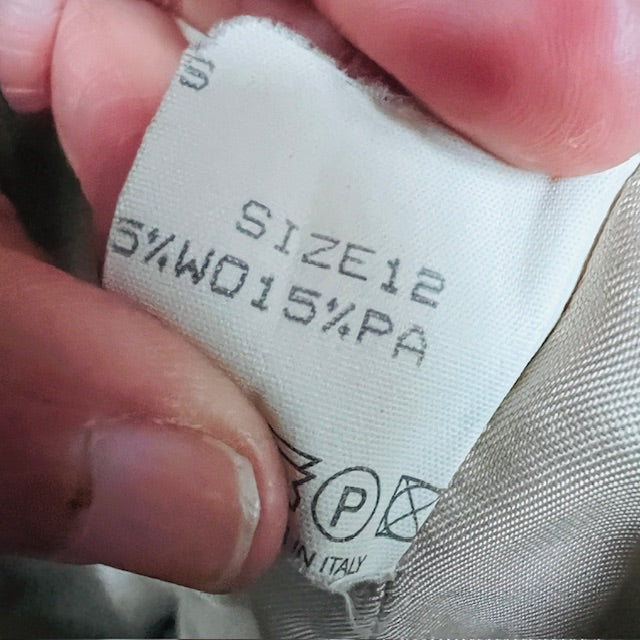 S
SIZE12
5%WO15%PA
P
IN ITALY